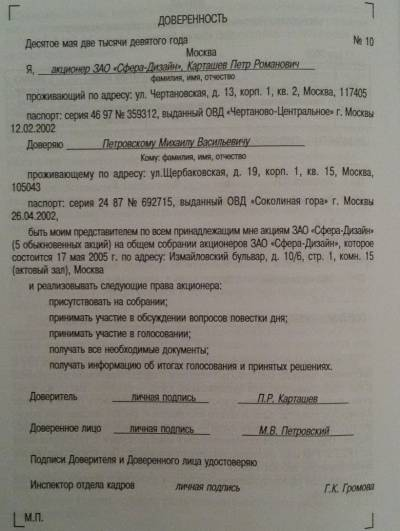 ДОВЕРЕННОСТЬ
Десятое мая две тысячи девятого года № 10
Москва
Я, акционер ЗАО «Сфера-Дизайн», Карташев Петр Романович
фамилия, имя, отчество
проживающий по адресу: ул. Чертановская, д. 13, корп. 1, кв. 2, Москва, 117405
паспорт: серия 46 97 № 359312, выданный ОВД «Чертаново-Центральное» г. Москвы
12.02.2002
Доверяю Петровскому Михаилу Васильевичу
Кому: фамилия, имя, отчество
проживающему по адресу: ул.Щербаковская, д. 19, корп. 1, кв. 15, Москва,
105043
паспорт: серия 24 87 № 692715, выданный ОВД «Соколиная гора» г. Москвы
26.04.2002,
быть моим представителем по всем принадлежащим мне акциям ЗАО «Сфера-Дизайн»
(5 обыкновенных акций) на общем собрании акционеров ЗАО «Сфера-Дизайн», которое
состоится 17 мая 2005 г. по адресу: Измайловский бульвар, д. 10/6, стр. 1, комн. 15
(актовый зал), Москва
и реализовывать следующие права акционера:
присутствовать на собрании;
принимать участие в обсуждении вопросов повестки дня;
принимать участие в голосовании;
получать все необходимые документы;
получать информацию об итогах голосования и принятых решениях.
Доверитель личная подпись П.Р. Карташев
Доверенное лицо личная подпись М.В. Петровский
Подписи Доверителя и Доверенного лица удостоверяю
Инспектор отдела кадров личная подпись Г.К. Громова
М.П.